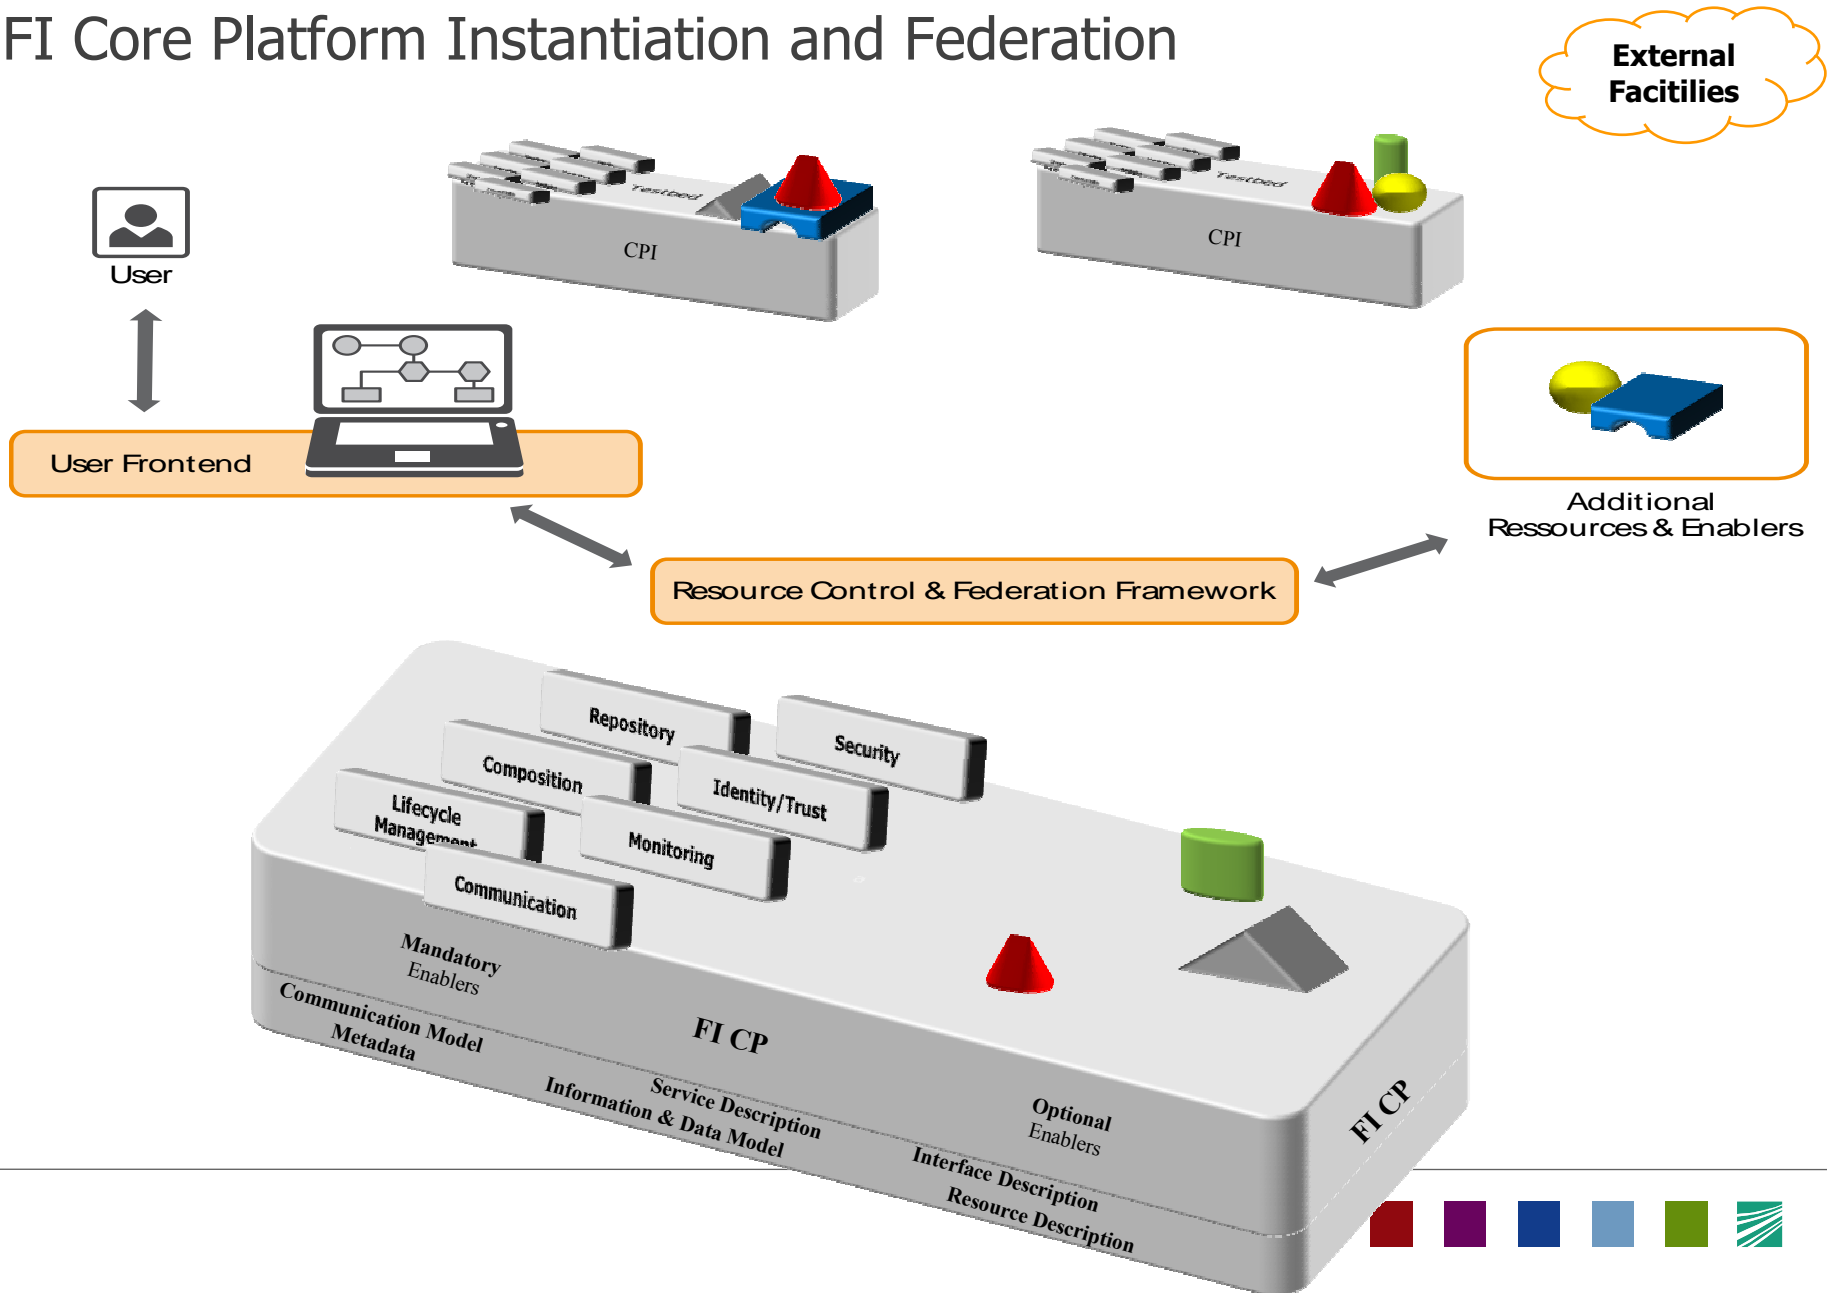 FI Core Platform Instantiation and Federation
External
Facitilies
Testbed
CPI
Testbed
CPI
User
User Frontend
Additional
Ressources & Enablers
Resource Control & Federation Framework
Repository
Security
Composition
Identity/Trust
Lifecycle
Management
Monitoring
Communication
Mandatory
Enablers
FI CP
Optional
Enablers
FI CP
Communication Model
Metadata
Service Description
Information & Data Model
Interface Description
Resource Description